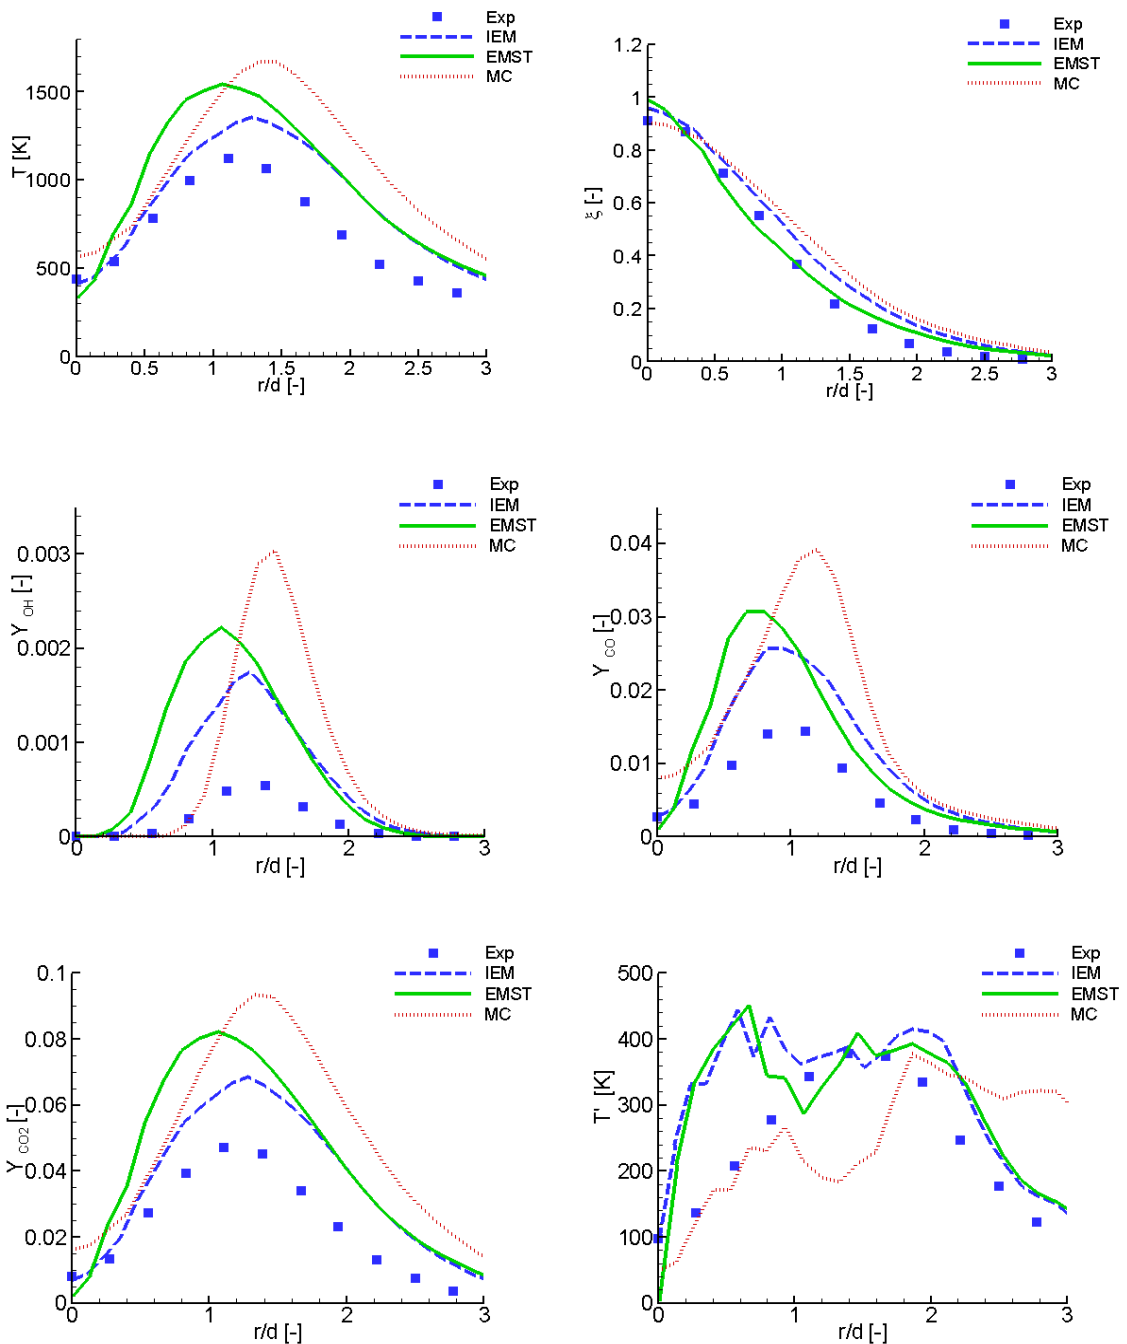 Exp
IEM
EMST
MC
T [K]
1500
1000
500
0
0 0.5 1 1.5 2 2.5 3
r/d [-]
Exp
IEM
EMST
MC
ξ [-]
1.2
1
0.8
0.6
0.4
0.2
0
0 0.5 1 1.5 2 2.5 3
r/d [-]
Exp
IEM
EMST
MC
Y OH [-]
0.003
0.002
0.001
0
0 1 2 3
r/d [-]
Exp
IEM
EMST
MC
Y CO [-]
0.04
0.03
0.02
0.01
0
0 1 2 3
r/d [-]
Exp
IEM
EMST
MC
Y CO2 [-]
0.1
0.08
0.06
0.04
0.02
0
0 1 2 3
r/d [-]
Exp
IEM
EMST
MC
T' [K]
500
400
300
200
100
0
0 1 2 3
r/d [-]